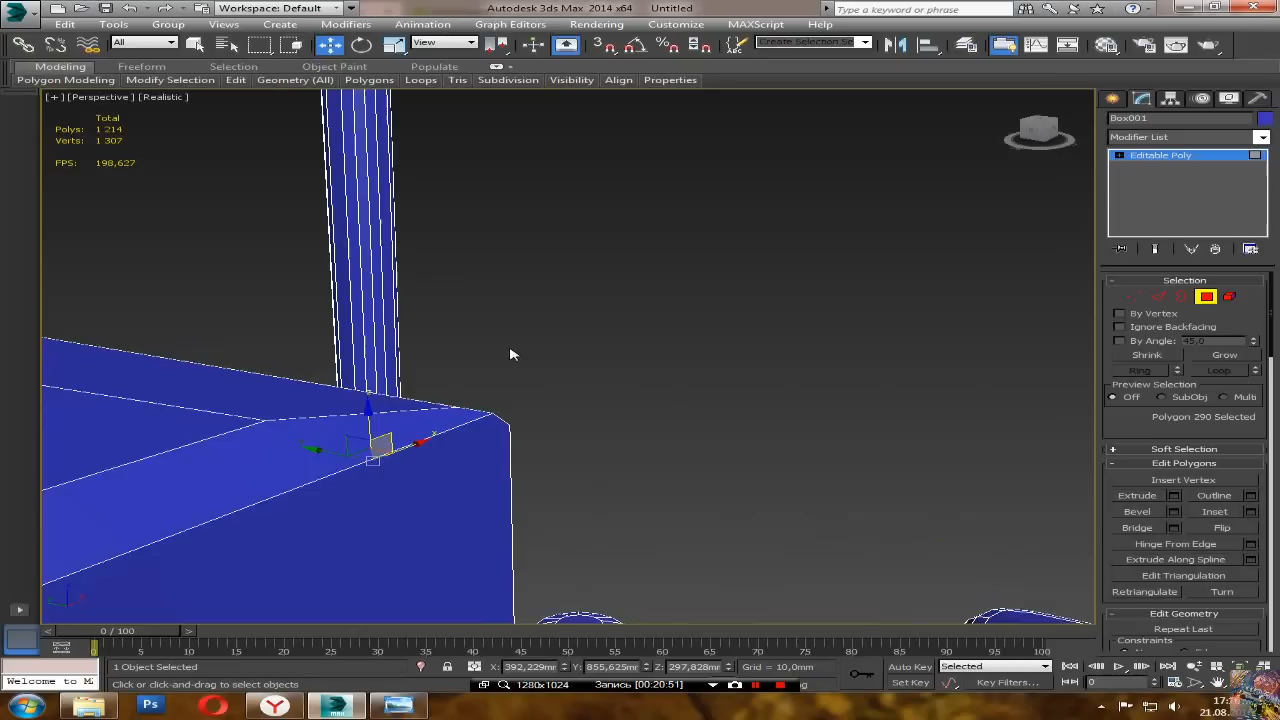 Autodesk 3ds Max 2014 x64 Untitled
Workspace: Default
Type a keyword or phrase
Edit Tools Group Views Create Modifiers Animation Graph Editors Rendering Customize MAXScript Help
All
View
Create Selection Se
Modeling Freeform Selection Object Paint Populate
Polygon Modeling Modify Selection Edit Geometry (All) Polygons Loops Tris Subdivision Visibility Align Properties
[+][Perspective][Realistic]
Total
Polys: 1 214
Verts: 1 307
FPS: 198,627
Box001
Modifier List
Editable Poly
Selection
By Vertex
Ignore Backfacing
By Angle: 45,0
Shrink Grow
Ring Loop
Preview Selection
Off SubObj Multi
Polygon 290 Selected
Soft Selection
Edit Polygons
Insert Vertex
Extrude Outline
Bevel Inset
Bridge Flip
Hinge From Edge
Extrude Along Spline
Edit Triangulation
Retriangulate Turn
Edit Geometry
Repeat Last
Constraints
0 / 100
0 5 10 15 20 25 30 35 40 45 50 55 60 65 70 75 80 85 90 95 100
1 Object Selected
X: 392,229mr Y: 855,625mr Z: 297,828mr Grid = 10,0mm
Auto Key Selected
Welcome to M
Click or click-and-drag to select objects
1280x1024 Запись [00:20:51]
Set Key Key Filters... 0
Ps